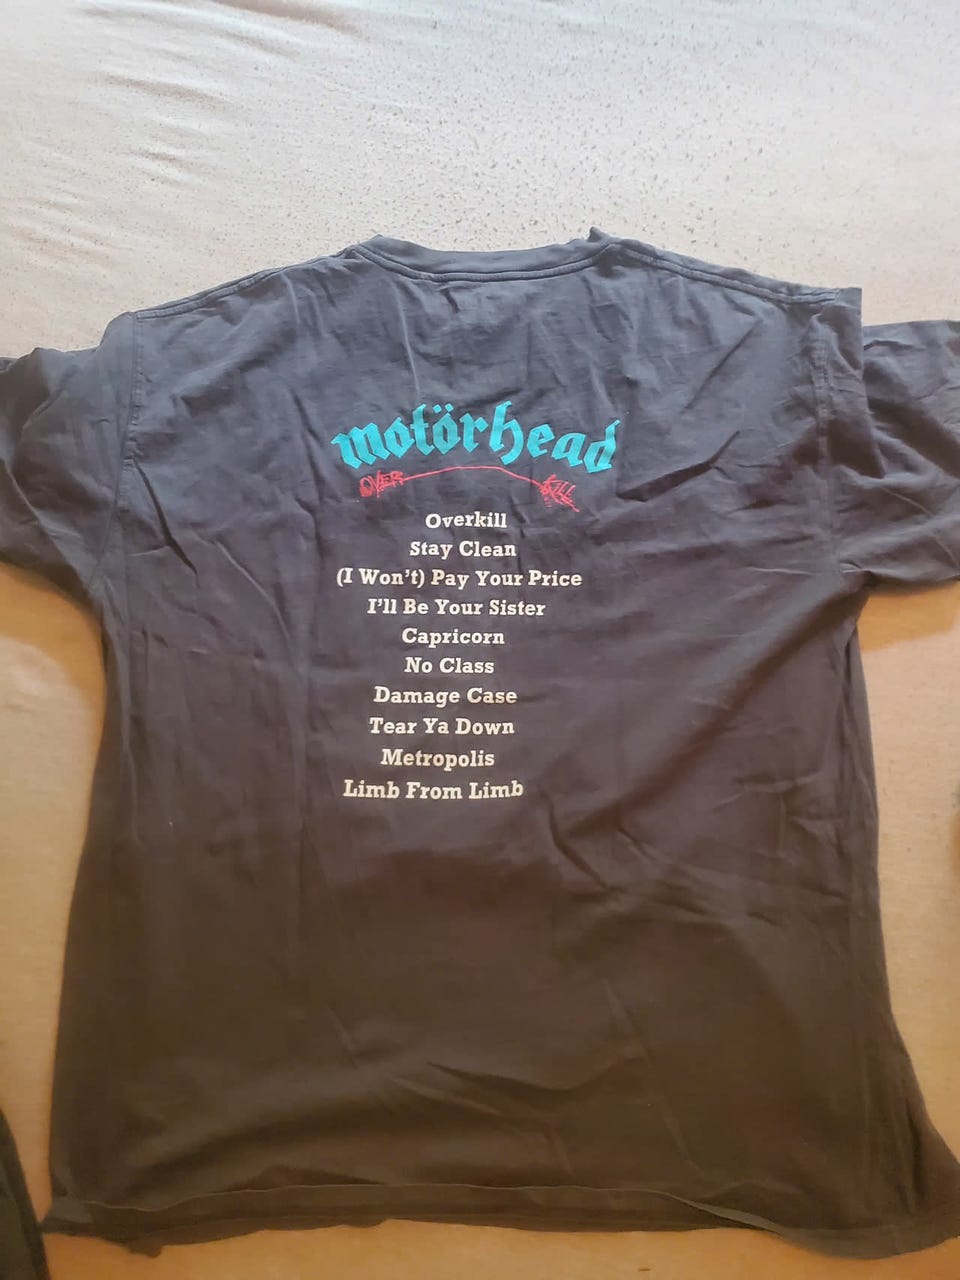 motörhead
OVER KILL
Overkill
Stay Clean
(I Won't) Pay Your Price
I'll Be Your Sister
Capricorn
No Class
Damage Case
Tear Ya Down
Metropolis
Limb From Limb